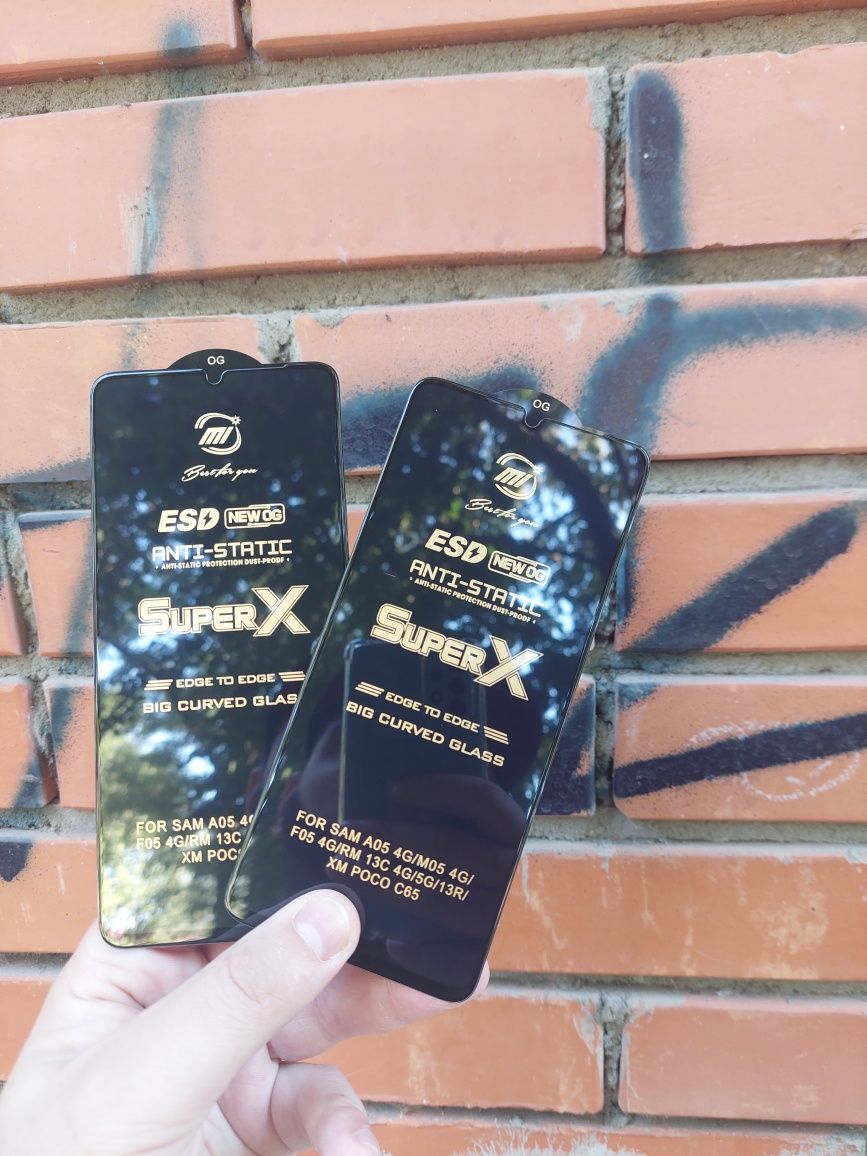 OG
MI
Best for you
ESD NEW OG
ANTI-STATIC
ANTI-STATIC PROTECTION DUST-PROOF
SUPER X
EDGE TO EDGE
BIG CURVED GLAS
FOR SAM A05 4G
F05 4G/RM 13C
XM POC
OG
MI
Best for you
ESD NEW OG
ANTI-STATIC
ANTI-STATIC PROTECTION DUST-PROOF
SUPER X
EDGE TO EDGE
BIG CURVED GLASS
FOR SAM A05 4G/M05 4G/
F05 4G/RM 13C 4G/5G/13R/
XM POCO C65